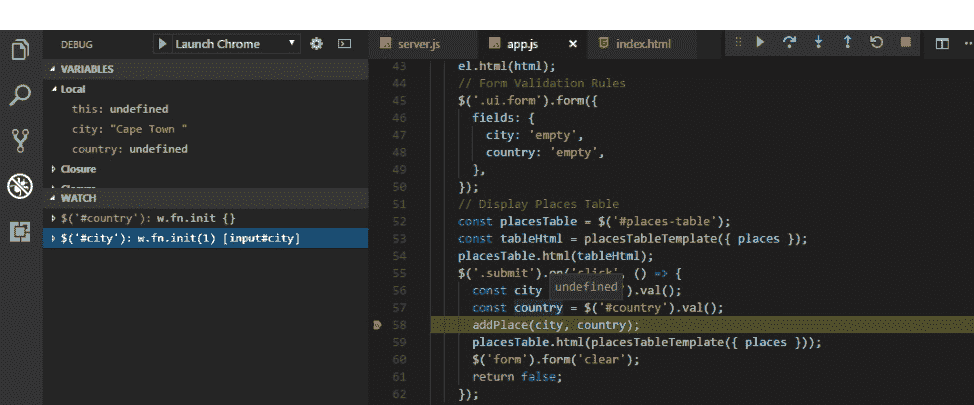 DEBUG
Launch Chrome
VARIABLES
Local
this: undefined
city: "Cape Town "
country: undefined
Closure
WATCH
$('#country'): w.fn.init {}
$('#city'): w.fn.init(1) [input#city]
server.js
app.js
index.html
43 el.html(html);
44 // Form Validation Rules
45 $('.ui.form').form({
46 fields: {
47 city: 'empty',
48 country: 'empty',
49 },
50 });
51 // Display Places Table
52 const placesTable = $('#places-table');
53 const tableHtml = placesTableTemplate({ places });
54 placesTable.html(tableHtml);
55 $('.submit').on('click', () => {
56 const city ').val();
undefined
57 const country = $('#country').val();
58 addPlace(city, country);
59 placesTable.html(placesTableTemplate({ places }));
60 $('form').form('clear');
61 return false;
62 });